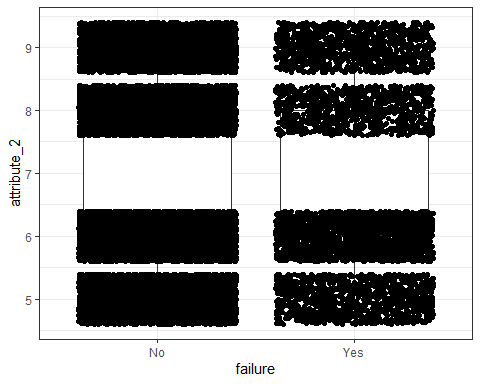 attribute_2
9
8
7
6
5
No
Yes
failure